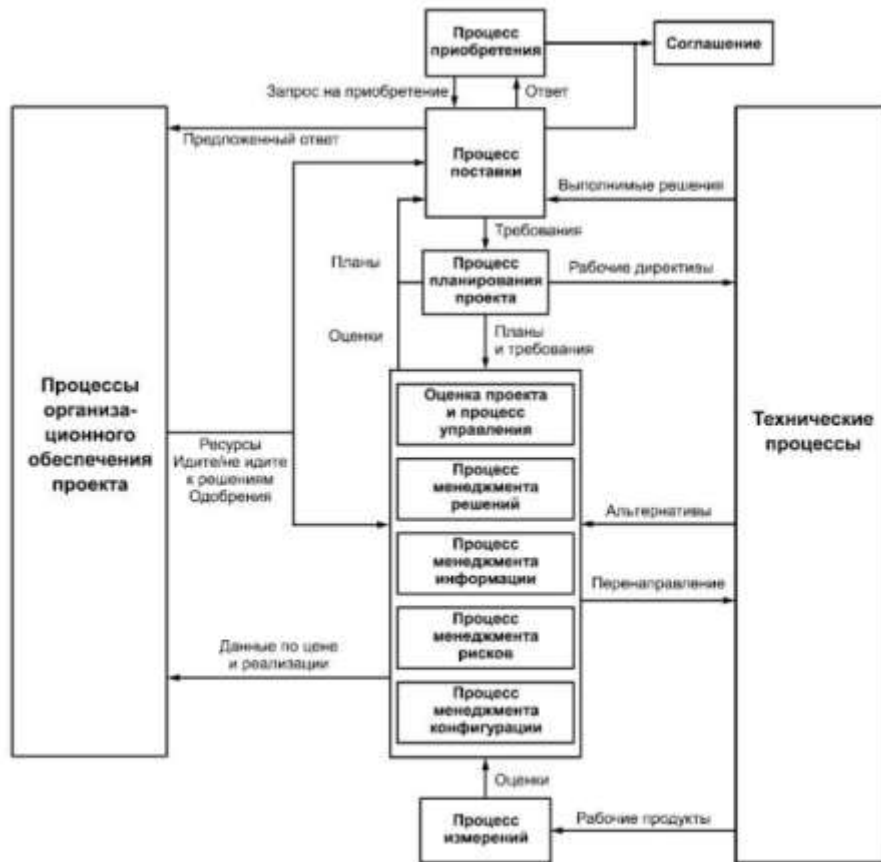 Процесс
приобретения
Соглашение
Запрос на приобретение
Ответ
Предложенный ответ
Процесс
поставки
Выполнимые решения
Требования
Планы
Процесс
планирования
проекта
Рабочие директивы
Оценки
Планы
и требования
Процессы
организа-
ционного
обеспечения
проекта
Оценка проекта
и процесс
управления
Технические
процессы
Ресурсы
Идите/не идите
к решениям
Одобрения
Процесс
менеджмента
решений
Альтернативы
Процесс
менеджмента
информации
Перенаправление
Процесс
менеджмента
рисков
Данные по цене
и реализации
Процесс
менеджмента
конфигурации
Оценки
Процесс
измерений
Рабочие продукты